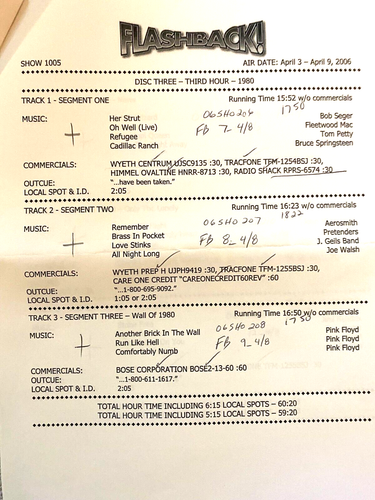 FLASHBACK!
SHOW 1005 AIR DATE: April 3 – April 9, 2006
DISC THREE – THIRD HOUR – 1980
TRACK 1 - SEGMENT ONE Running Time 15:52 w/o commercials
06SHO206 1750
MUSIC: Her Strut Bob Seger
Oh Well (Live) FB 7_ 4/8 Fleetwood Mac
Refugee Tom Petty
Cadillac Ranch Bruce Springsteen
COMMERCIALS: WYETH CENTRUM UJSC9135 :30, TRACFONE TFM-1254BSJ :30,
HIMMEL OVALTINE HNRR-8713 :30, RADIO SHACK RPRS-6574 :30
OUTCUE: "...have been taken."
LOCAL SPOT & I.D. 2:05
TRACK 2 - SEGMENT TWO Running Time 16:23 w/o commercials
06SHO 207 1822
MUSIC: Remember Aerosmith
Brass In Pocket FB 8_ 4/8 Pretenders
Love Stinks J. Geils Band
All Night Long Joe Walsh
COMMERCIALS: WYETH PREP H UJPH9419 :30, TRACFONE TFM-1255BSJ :30,
CARE ONE CREDIT "CAREONECREDIT60REV" :60
OUTCUE: "...1-800-695-9092."
LOCAL SPOT & I.D. 1:05 or 2:05
TRACK 3 - SEGMENT THREE – Wall Of 1980 Running Time 16:50 w/o commercials
06SHO 208 1750
MUSIC: Another Brick In The Wall Pink Floyd
Run Like Hell FB 9_ 4/8 Pink Floyd
Comfortably Numb Pink Floyd
COMMERCIALS: BOSE CORPORATION BOSE2-13-60 :60
OUTCUE: "...1-800-611-1617."
LOCAL SPOT & I.D. 2:05
TOTAL HOUR TIME INCLUDING 6:15 LOCAL SPOTS – 60:20
TOTAL HOUR TIME INCLUDING 5:15 LOCAL SPOTS – 59:20